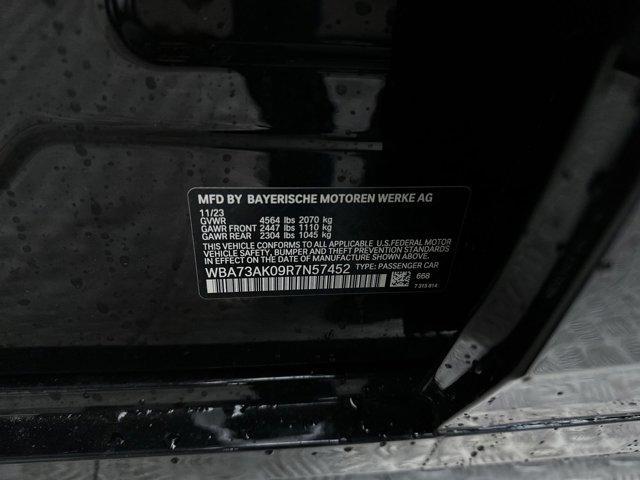 MFD BY BAYERISCHE MOTOREN WERKE AG
11/23
GVWR 4564 lbs 2070 kg
GAWR FRONT 2447 lbs 1110 kg
GAWR REAR 2304 lbs 1045 kg
THIS VEHICLE CONFORMS TO ALL APPLICABLE U.S.FEDERAL MOTOR
VEHICLE SAFETY, BUMPER AND THEFT PREVENTION STANDARDS
IN EFFECT ON THE DATE OF MANUFACTURE SHOWN ABOVE.
WBA73AK09R7N57452 TYPE: PASSENGER CAR
668
7 315 814